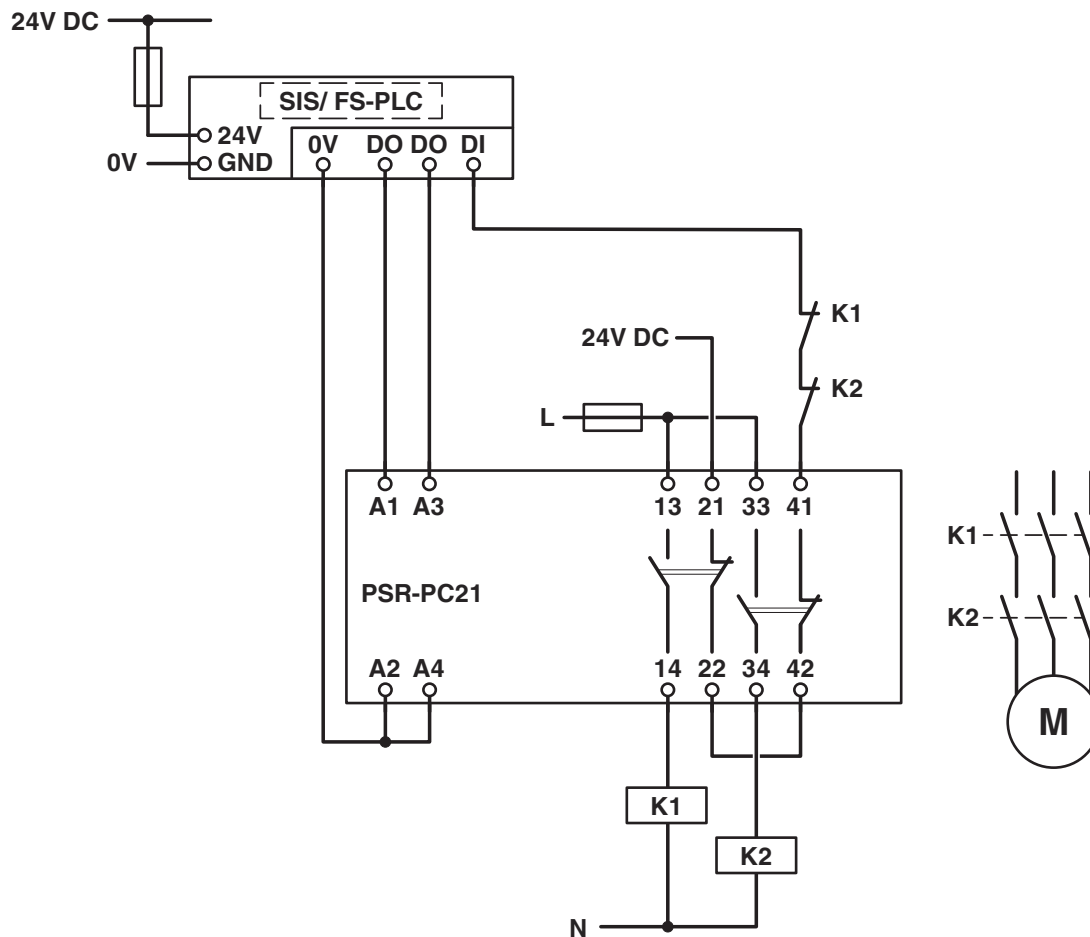 24V DC
SIS/ FS-PLC
24V
0V DO DO DI
0V
GND
K1
24V DC
K2
L
A1 A3
13 21 33 41
K1
PSR-PC21
K2
A2 A4
14 22 34 42
M
K1
K2
N